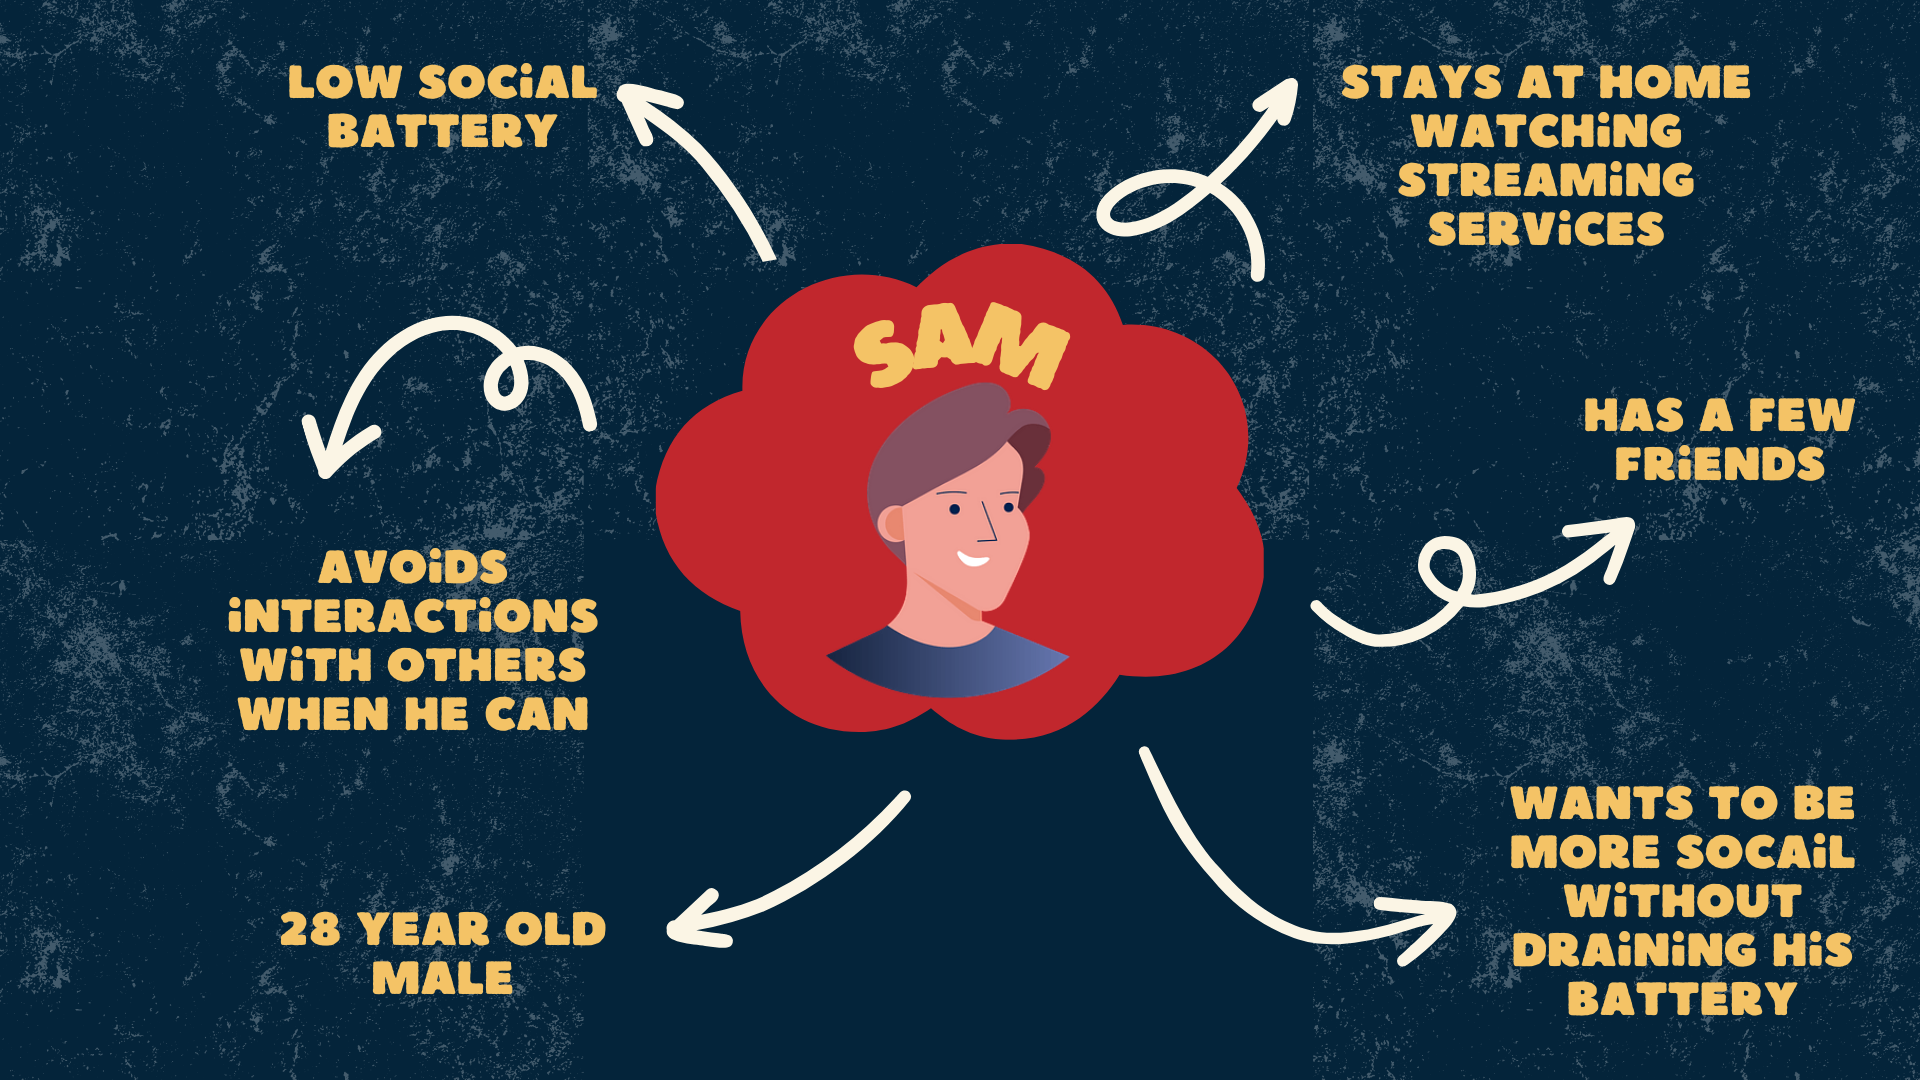 LOW SOCiAL
BATTERY
STAYS AT HOME
WATCHiNG
STREAMiNG
SERViCES
SAM
HAS A FEW
FRiENDS
AVOiDS
iNTERACTiONS
WiTH OTHERS
WHEN HE CAN
28 YEAR OLD
MALE
WANTS TO BE
MORE SOCAiL
WiTHOUT
DRAiNiNG HiS
BATTERY